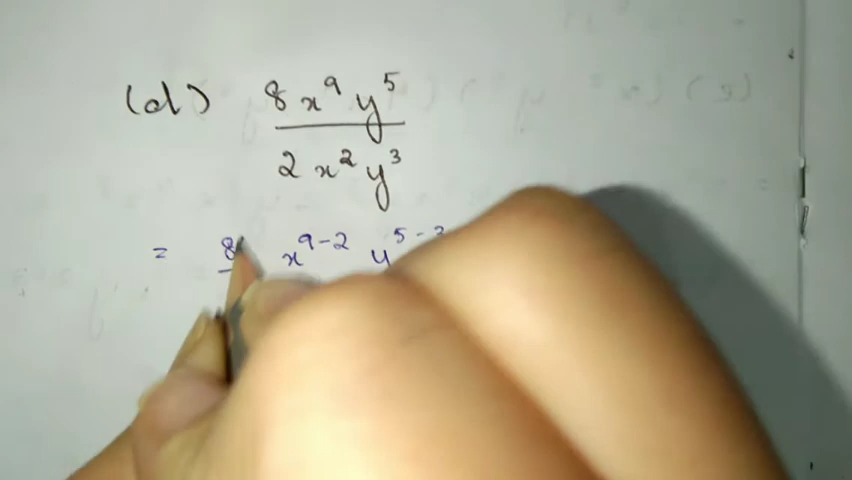 (d) 8x⁹y⁵
2x²y³
= 8 x⁹⁻² y⁵⁻³